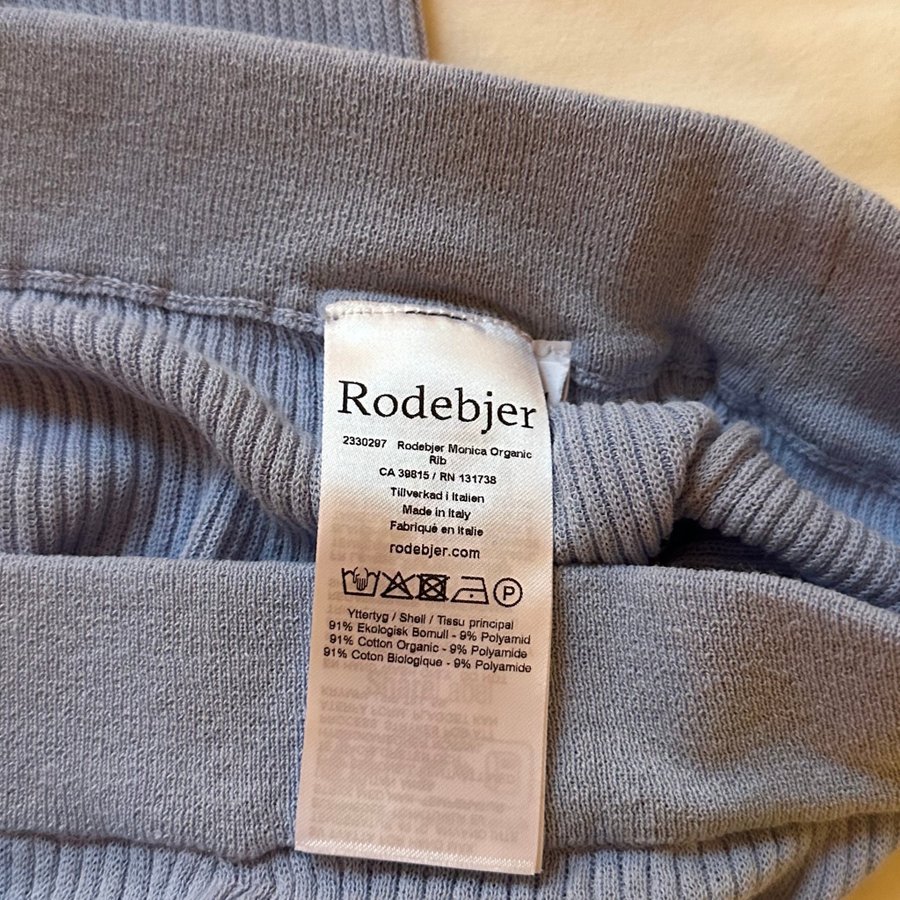 Rodebjer
2330297 Rodebjer Monica Organic
Rib
CA 39815 / RN 131738
Tillverkad i Italien
Made in Italy
Fabriqué en Italie
rodebjer.com
P
Yttertyg / Shell / Tissu principal
91% Ekologisk Bomull - 9% Polyamid
91% Cotton Organic - 9% Polyamide
91% Coton Biologique - 9% Polyamide